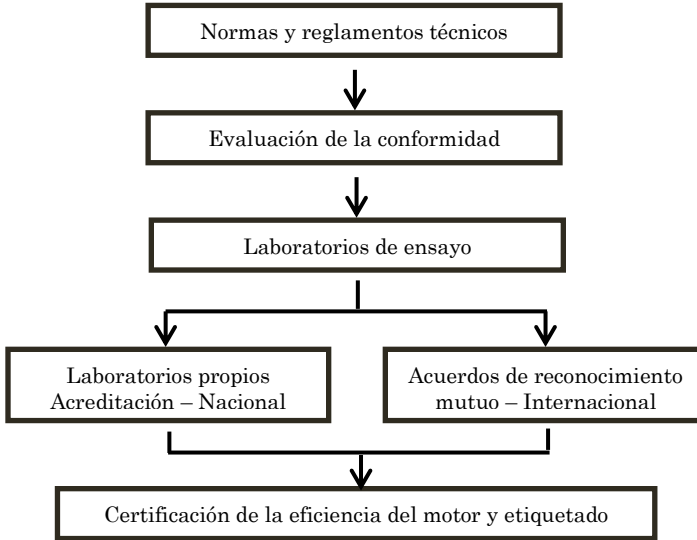 Normas y reglamentos técnicos
Evaluación de la conformidad
Laboratorios de ensayo
Laboratorios propios
Acreditación – Nacional
Acuerdos de reconocimiento
mutuo – Internacional
Certificación de la eficiencia del motor y etiquetado